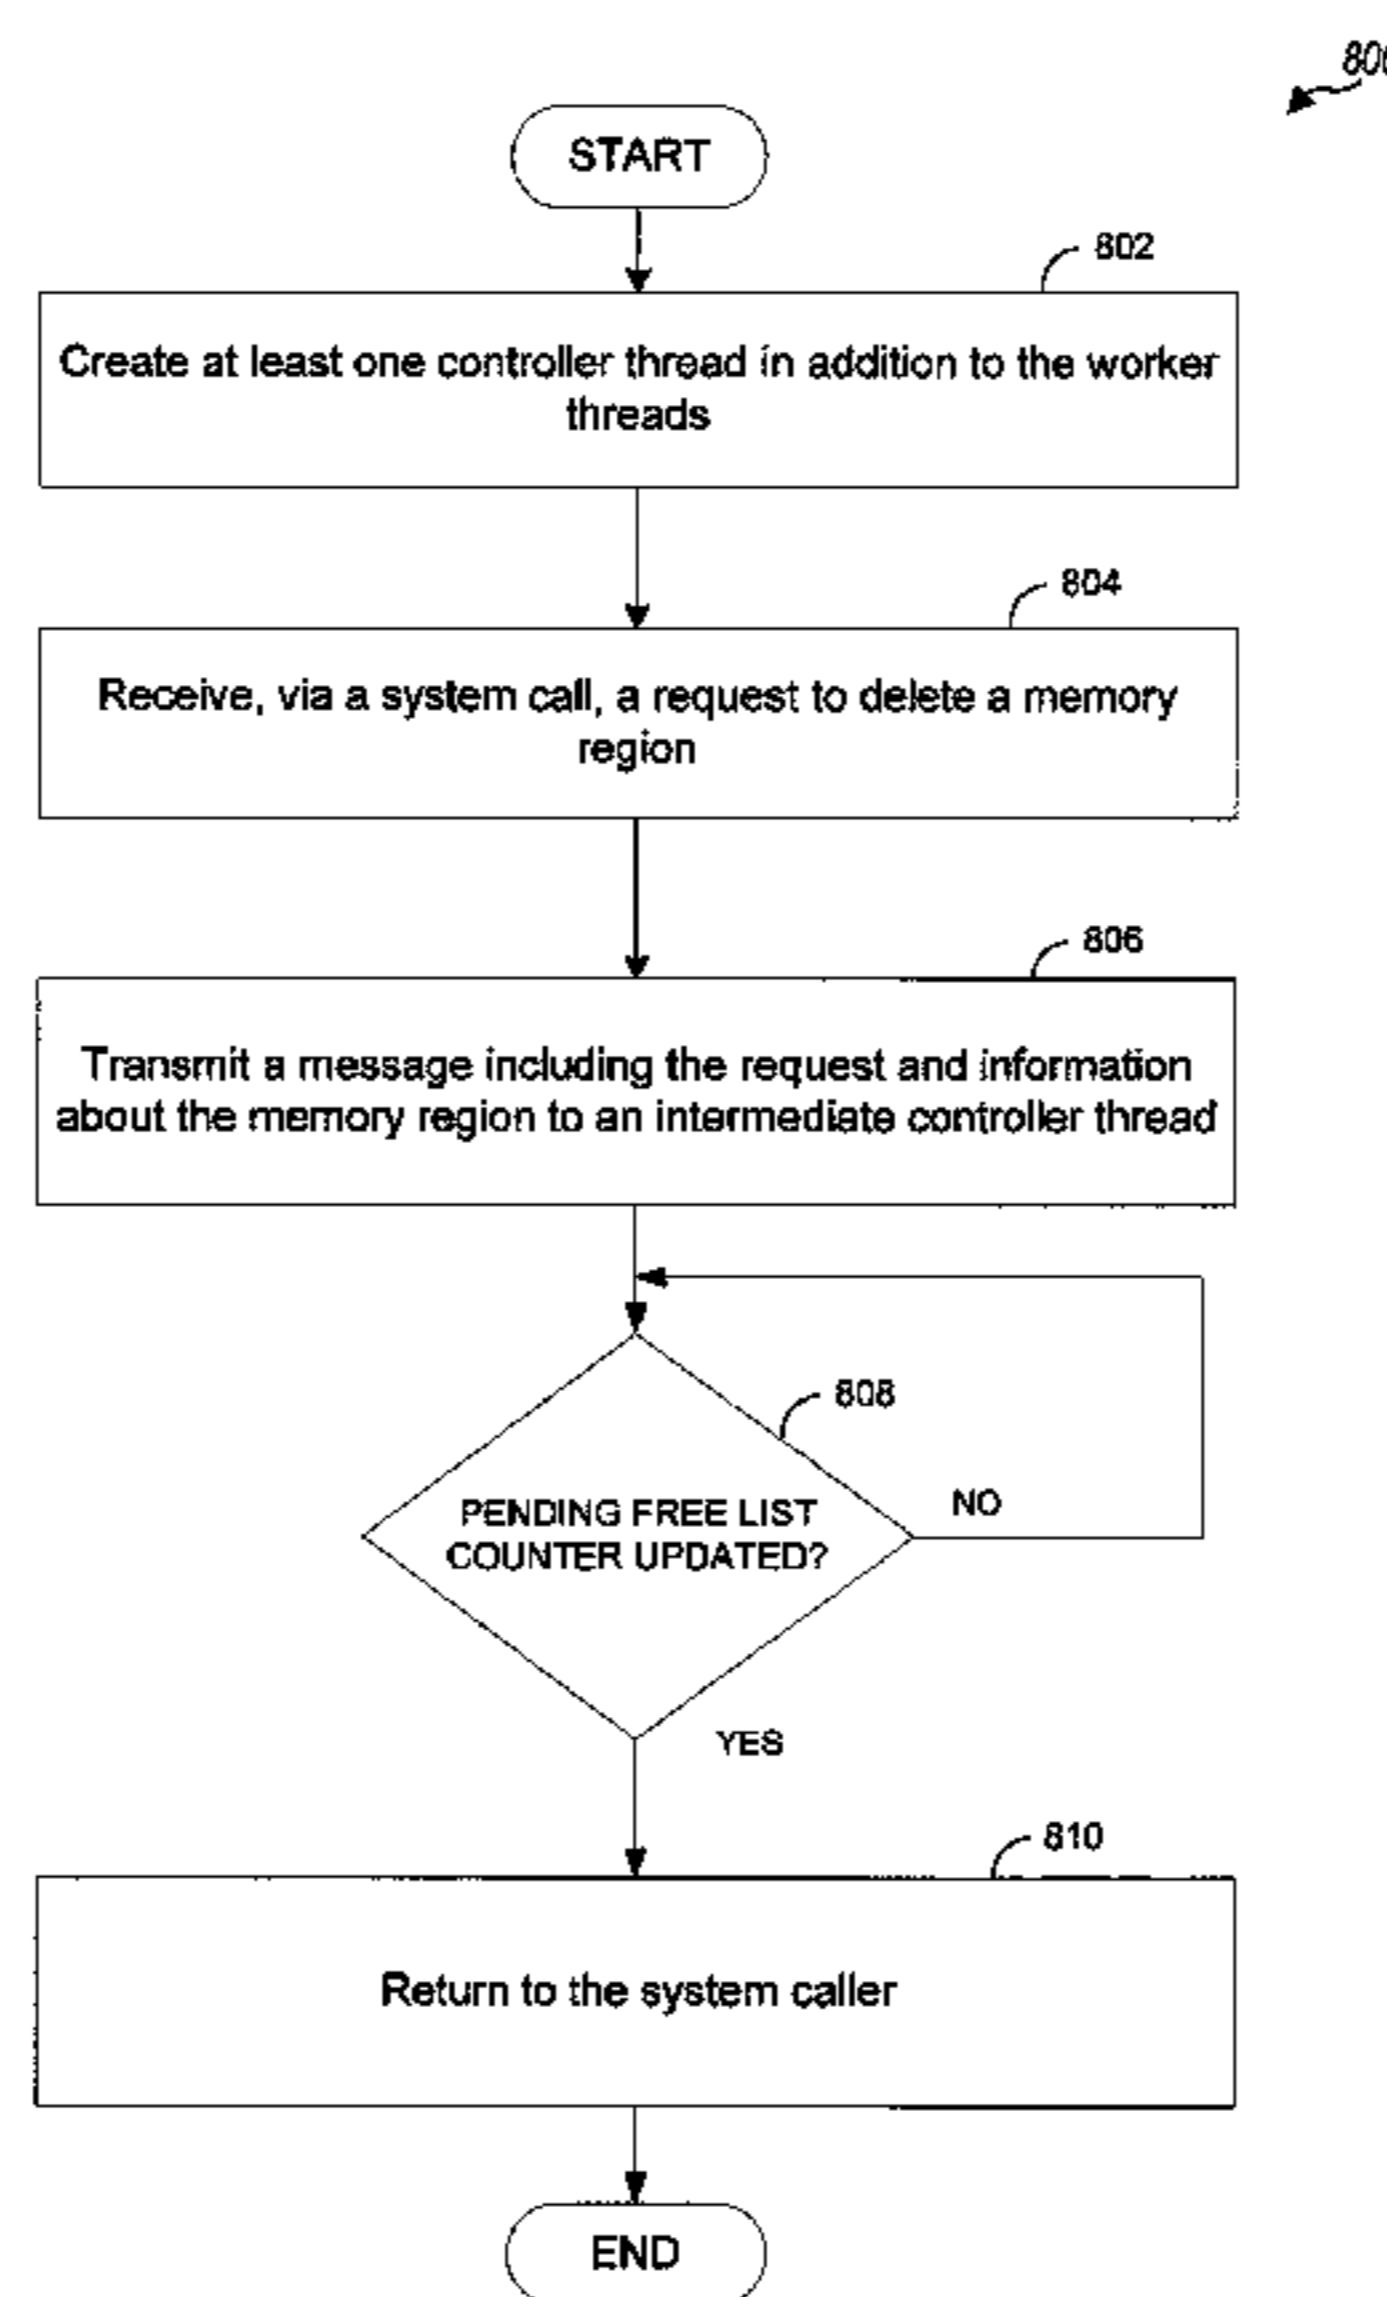 800
START
802
Create at least one controller thread in addition to the worker
threads
804
Receive, via a system call, a request to delete a memory
region
806
Transmit a message including the request and information
about the memory region to an intermediate controller thread
808
PENDING FREE LIST
COUNTER UPDATED?
NO
YES
810
Return to the system caller
END